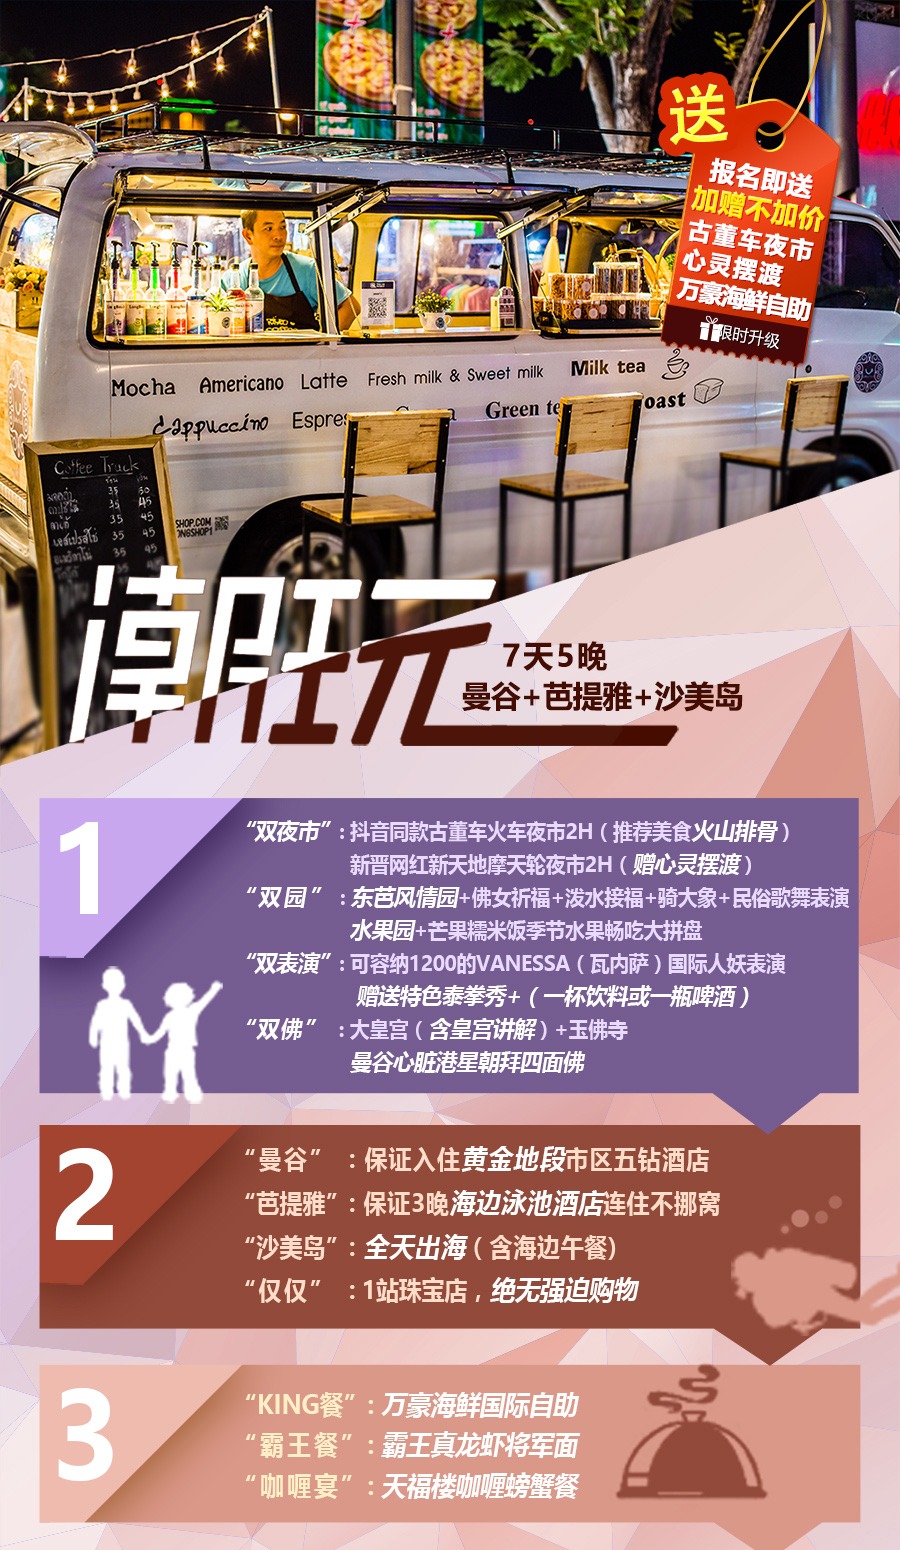 送
报名即送
加赠不加价
古董车夜市
心灵摆渡
万豪海鲜自助
限时升级
Mocha Americano Latte Fresh milk & Sweet milk Milk tea
Cappuccino Espres Green te oast
Coffee Truck
35 45
35 45
35 45
SHOP.COM
ONGSHOP1
潮玩
7天5晚
曼谷+芭提雅+沙美岛
1
“双夜市”：抖音同款古董车火车夜市2H（推荐美食火山排骨）
新晋网红新天地摩天轮夜市2H（赠心灵摆渡）
“双园”：东芭风情园+佛女祈福+泼水接福+骑大象+民俗歌舞表演
水果园+芒果糯米饭季节水果畅吃大拼盘
“双表演”：可容纳1200的VANESSA（瓦内萨）国际人妖表演
赠送特色泰拳秀+（一杯饮料或一瓶啤酒）
“双佛”：大皇宫（含皇宫讲解）+玉佛寺
曼谷心脏港星朝拜四面佛
2
“曼谷”：保证入住黄金地段市区五钻酒店
“芭提雅”：保证3晚海边泳池酒店连住不挪窝
“沙美岛”：全天出海（含海边午餐）
“仅仅”：1站珠宝店，绝无强迫购物
3
“KING餐”：万豪海鲜国际自助
“霸王餐”：霸王真龙虾将军面
“咖喱宴”：天福楼咖喱螃蟹餐